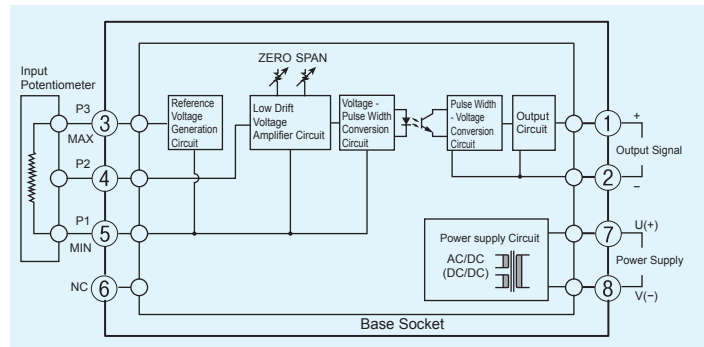 ZERO SPAN
Input
Potentiometer
P3
MAX
P2
P1
MIN
NC
3
4
5
6
Reference
Voltage
Generation
Circuit
Low Drift
Voltage
Amplifier Circuit
Voltage -
Pulse Width
Conversion
Circuit
Pulse Width
- Voltage
Conversion
Circuit
Output
Circuit
1
+
Output Signal
2
−
Power supply Circuit
AC/DC
(DC/DC)
7
U(+)
Power Supply
8
V(−)
Base Socket